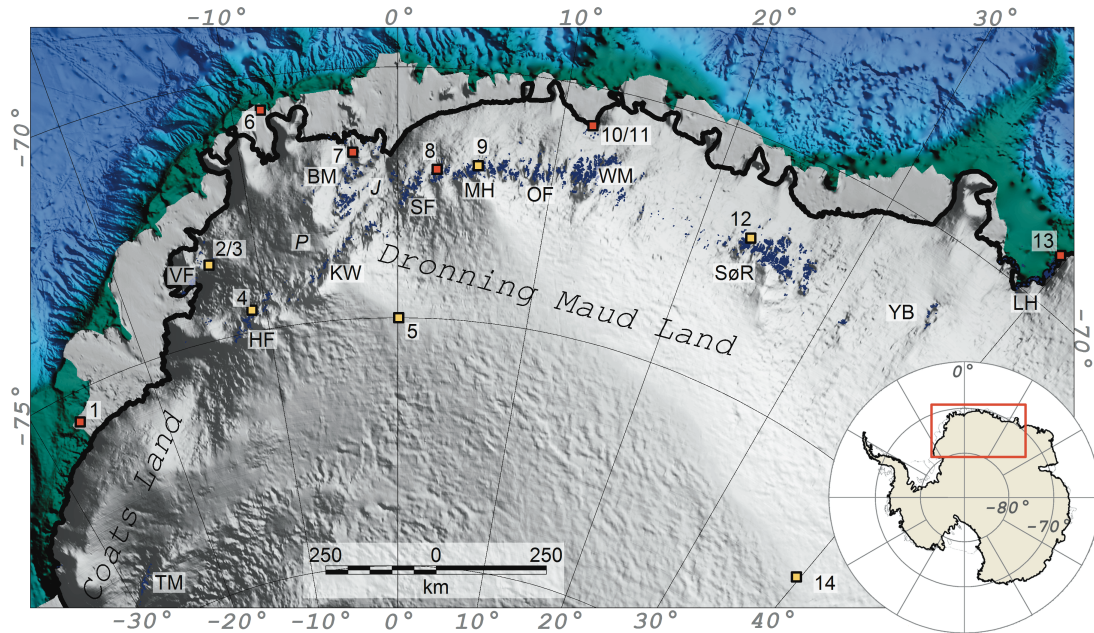 -10° 0° 10° 20° 30°
-70°
6
10/11
7 8 9
BM J MH OF WM
SF
2/3 P 12 13
VF KW Dronning Maud Land SøR
4 LH
HF 5 YB
-70°
-75°
1
0°
Coats Land
-80°
-70
250 0 250
km
TM 14
-30° -20° -10° 0° 10° 20° 30° 40°